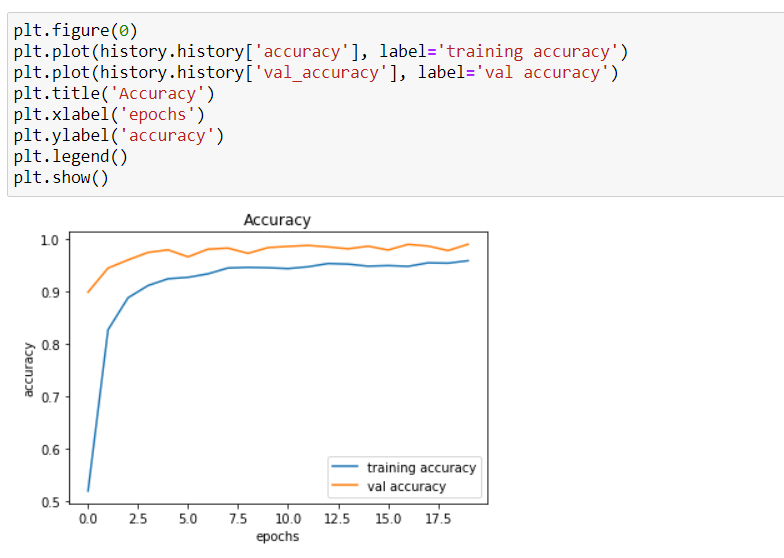 plt.figure(0)
plt.plot(history.history['accuracy'], label='training accuracy')
plt.plot(history.history['val_accuracy'], label='val accuracy')
plt.title('Accuracy')
plt.xlabel('epochs')
plt.ylabel('accuracy')
plt.legend()
plt.show()
Accuracy
1.0
0.9
0.8
0.7
0.6
0.5
accuracy
training accuracy
val accuracy
0.0 2.5 5.0 7.5 10.0 12.5 15.0 17.5
epochs